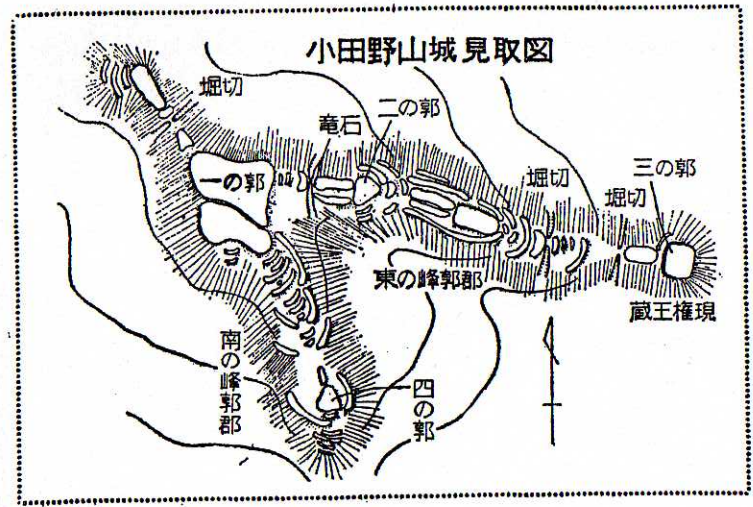 小田野山城見取図
堀切
竜石
二の郭
一の郭
堀切
堀切
三の郭
東の峰郭郡
蔵王権現
南の峰郭郡
四の郭